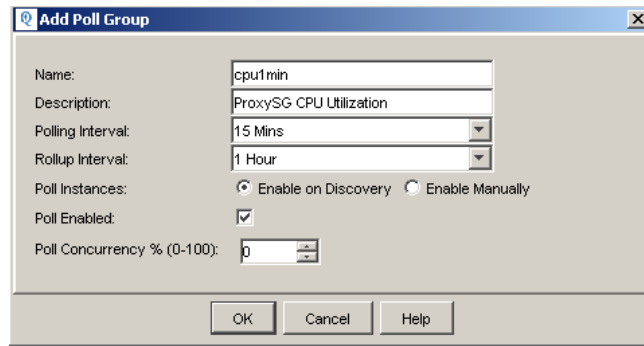 Add Poll Group
Name: cpu1min
Description: ProxySG CPU Utilization
Polling Interval: 15 Mins
Rollup Interval: 1 Hour
Poll Instances: Enable on Discovery Enable Manually
Poll Enabled:
Poll Concurrency % (0-100): 0
OK Cancel Help